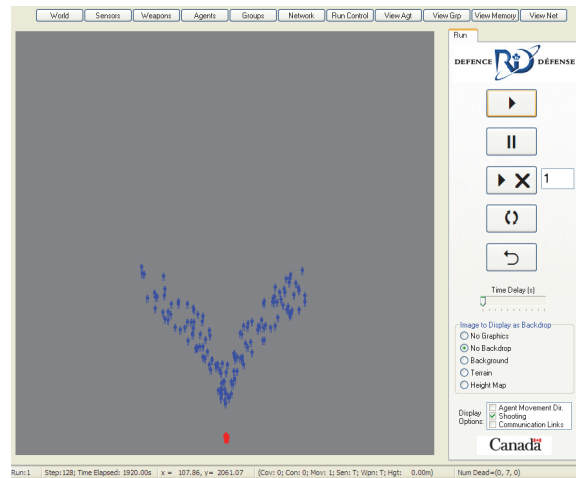 World Sensors Weapons Agents Groups Network Run Control View Agt View Grp View Memory View Net
Run
DEFENCE R&D DÉFENSE
1
Time Delay (s)
Image to Display as Backdrop
No Graphics
No Backdrop
Background
Terrain
Height Map
Display Options:
Agent Movement Dir.
Shooting
Communication Links
Canada
Run:1 Step:128; Time Elapsed: 1920.00s x = 107.86, y= 2061.07 (Cov: 0; Con: 0; Mov: 1; Sen: T; Wpn: T; Hgt: 0.00m) Num Dead=(0, 7, 0)